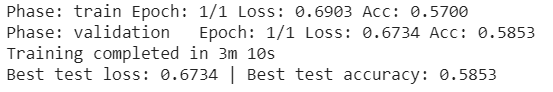 Phase: train Epoch: 1/1 Loss: 0.6903 Acc: 0.5700
Phase: validation   Epoch: 1/1 Loss: 0.6734 Acc: 0.5853
Training completed in 3m 10s
Best test loss: 0.6734 | Best test accuracy: 0.5853